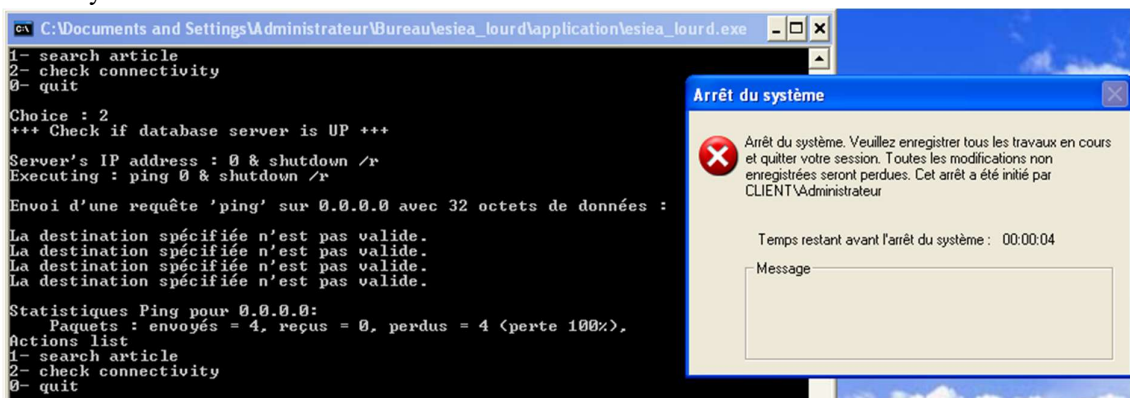 C:\Documents and Settings\Administrateur\Bureau\esiea_lourd\application\esiea_lourd.exe
1- search article
2- check connectivity
0- quit
Choice : 2
+++ Check if database server is UP +++
Server's IP address : 0 & shutdown /r
Executing : ping 0 & shutdown /r
Envoi d'une requête 'ping' sur 0.0.0.0 avec 32 octets de données :
La destination spécifiée n'est pas valide.
La destination spécifiée n'est pas valide.
La destination spécifiée n'est pas valide.
La destination spécifiée n'est pas valide.
Statistiques Ping pour 0.0.0.0:
Paquets : envoyés = 4, reçus = 0, perdus = 4 (perte 100%),
Actions list
1- search article
2- check connectivity
0- quit
Arrêt du système
Arrêt du système. Veuillez enregistrer tous les travaux en cours
et quitter votre session. Toutes les modifications non
enregistrées seront perdues. Cet arrêt a été initié par
CLIENT\Administrateur
Temps restant avant l'arrêt du système : 00:00:04
Message